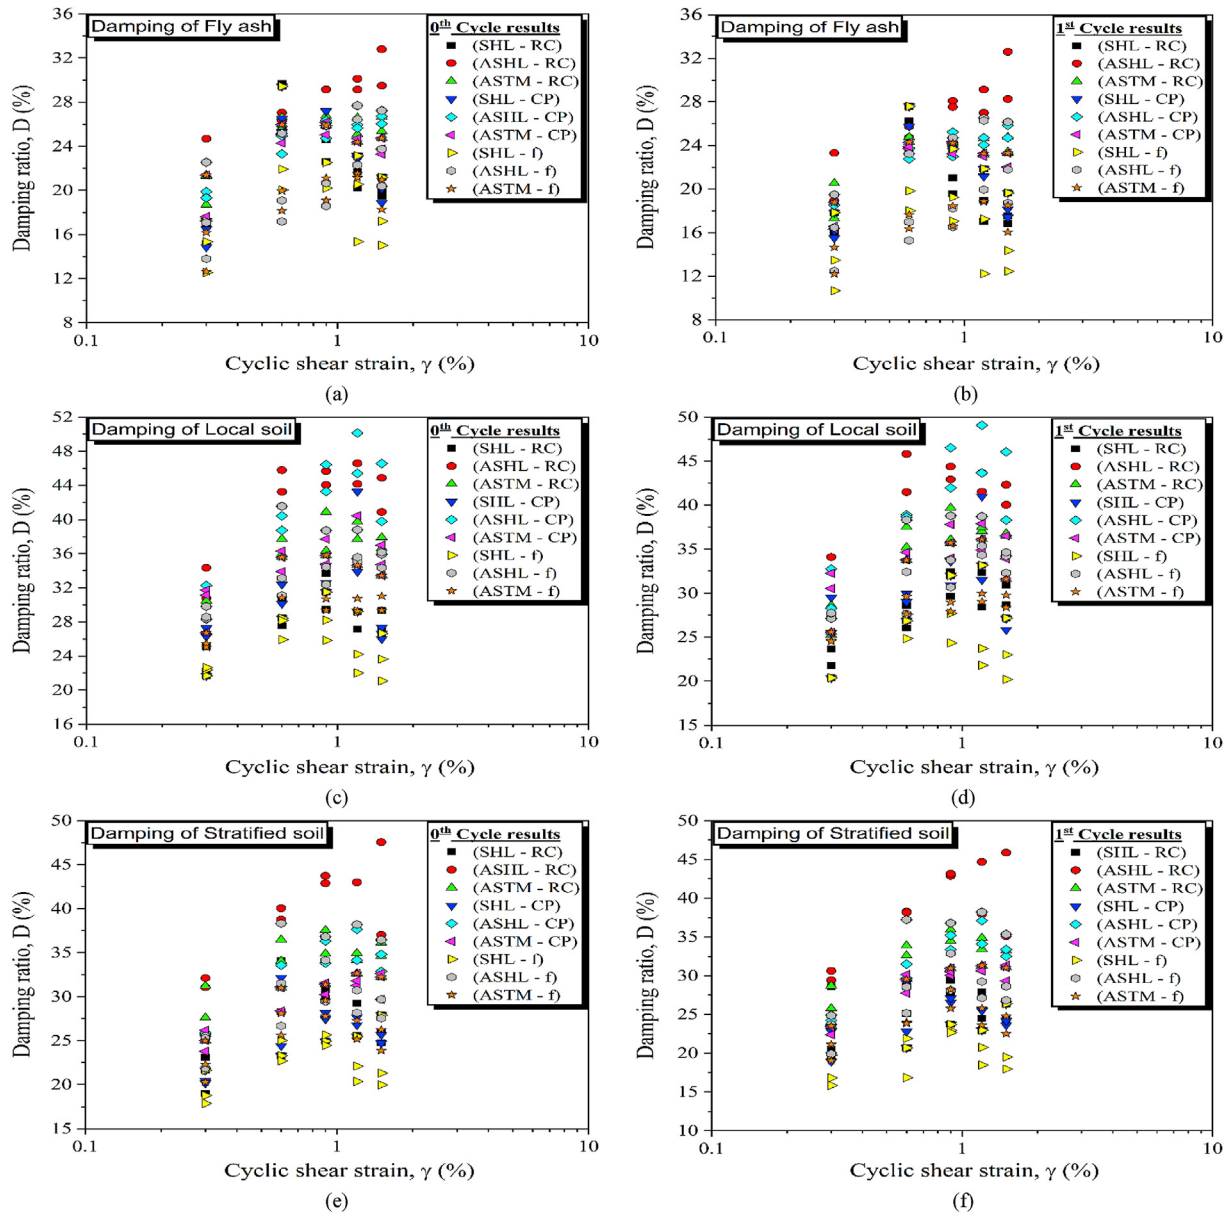 Damping of Fly ash
0th Cycle results
(SHL - RC)
(ASHL - RC)
(ASTM - RC)
(SHL - CP)
(ASHL - CP)
(ASTM - CP)
(SHL - f)
(ASHL - f)
(ASTM - f)
Damping ratio, D (%)
36
32
28
24
20
16
12
8
0.1
1
10
Cyclic shear strain, γ (%)
(a)
Damping of Fly ash
1st Cycle results
(SHL - RC)
(ASHL - RC)
(ASTM - RC)
(SHL - CP)
(ASHL - CP)
(ASTM - CP)
(SHL - f)
(ASHL - f)
(ASTM - f)
Damping ratio, D (%)
36
32
28
24
20
16
12
8
0.1
1
10
Cyclic shear strain, γ (%)
(b)
Damping of Local soil
0th Cycle results
(SHL - RC)
(ASHL - RC)
(ASTM - RC)
(SHL - CP)
(ASHL - CP)
(ASTM - CP)
(SHL - f)
(ASHL - f)
(ASTM - f)
Damping ratio, D (%)
52
48
44
40
36
32
28
24
20
16
0.1
1
10
Cyclic shear strain, γ (%)
(c)
Damping of Local soil
1st Cycle results
(SHL - RC)
(ASHL - RC)
(ASTM - RC)
(SHL - CP)
(ASHL - CP)
(ASTM - CP)
(SHL - f)
(ASHL - f)
(ASTM - f)
Damping ratio, D (%)
50
45
40
35
30
25
20
15
0.1
1
10
Cyclic shear strain, γ (%)
(d)
Damping of Stratified soil
0th Cycle results
(SHL - RC)
(ASHL - RC)
(ASTM - RC)
(SHL - CP)
(ASHL - CP)
(ASTM - CP)
(SHL - f)
(ASHL - f)
(ASTM - f)
Damping ratio, D (%)
50
45
40
35
30
25
20
15
0.1
1
10
Cyclic shear strain, γ (%)
(e)
Damping of Stratified soil
1st Cycle results
(SHL - RC)
(ASHL - RC)
(ASTM - RC)
(SHL - CP)
(ASHL - CP)
(ASTM - CP)
(SHL - f)
(ASHL - f)
(ASTM - f)
Damping ratio, D (%)
50
45
40
35
30
25
20
15
10
0.1
1
10
Cyclic shear strain, γ (%)
(f)